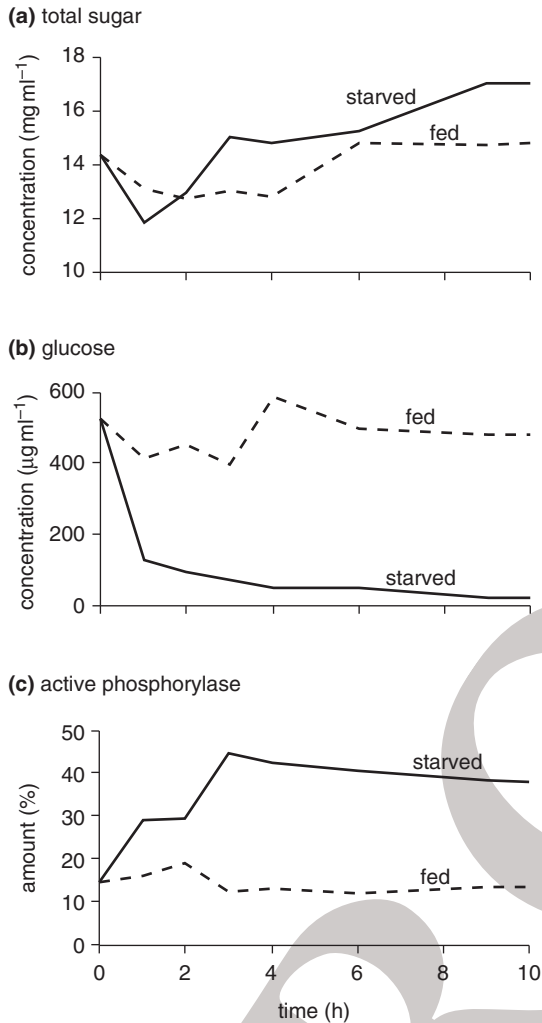 (a) total sugar
concentration (mg ml⁻¹)
18
16
14
12
10
starved
fed
(b) glucose
concentration (μg ml⁻¹)
600
400
200
0
fed
starved
(c) active phosphorylase
amount (%)
50
40
30
20
10
0
starved
fed
0 2 4 6 8 10
time (h)